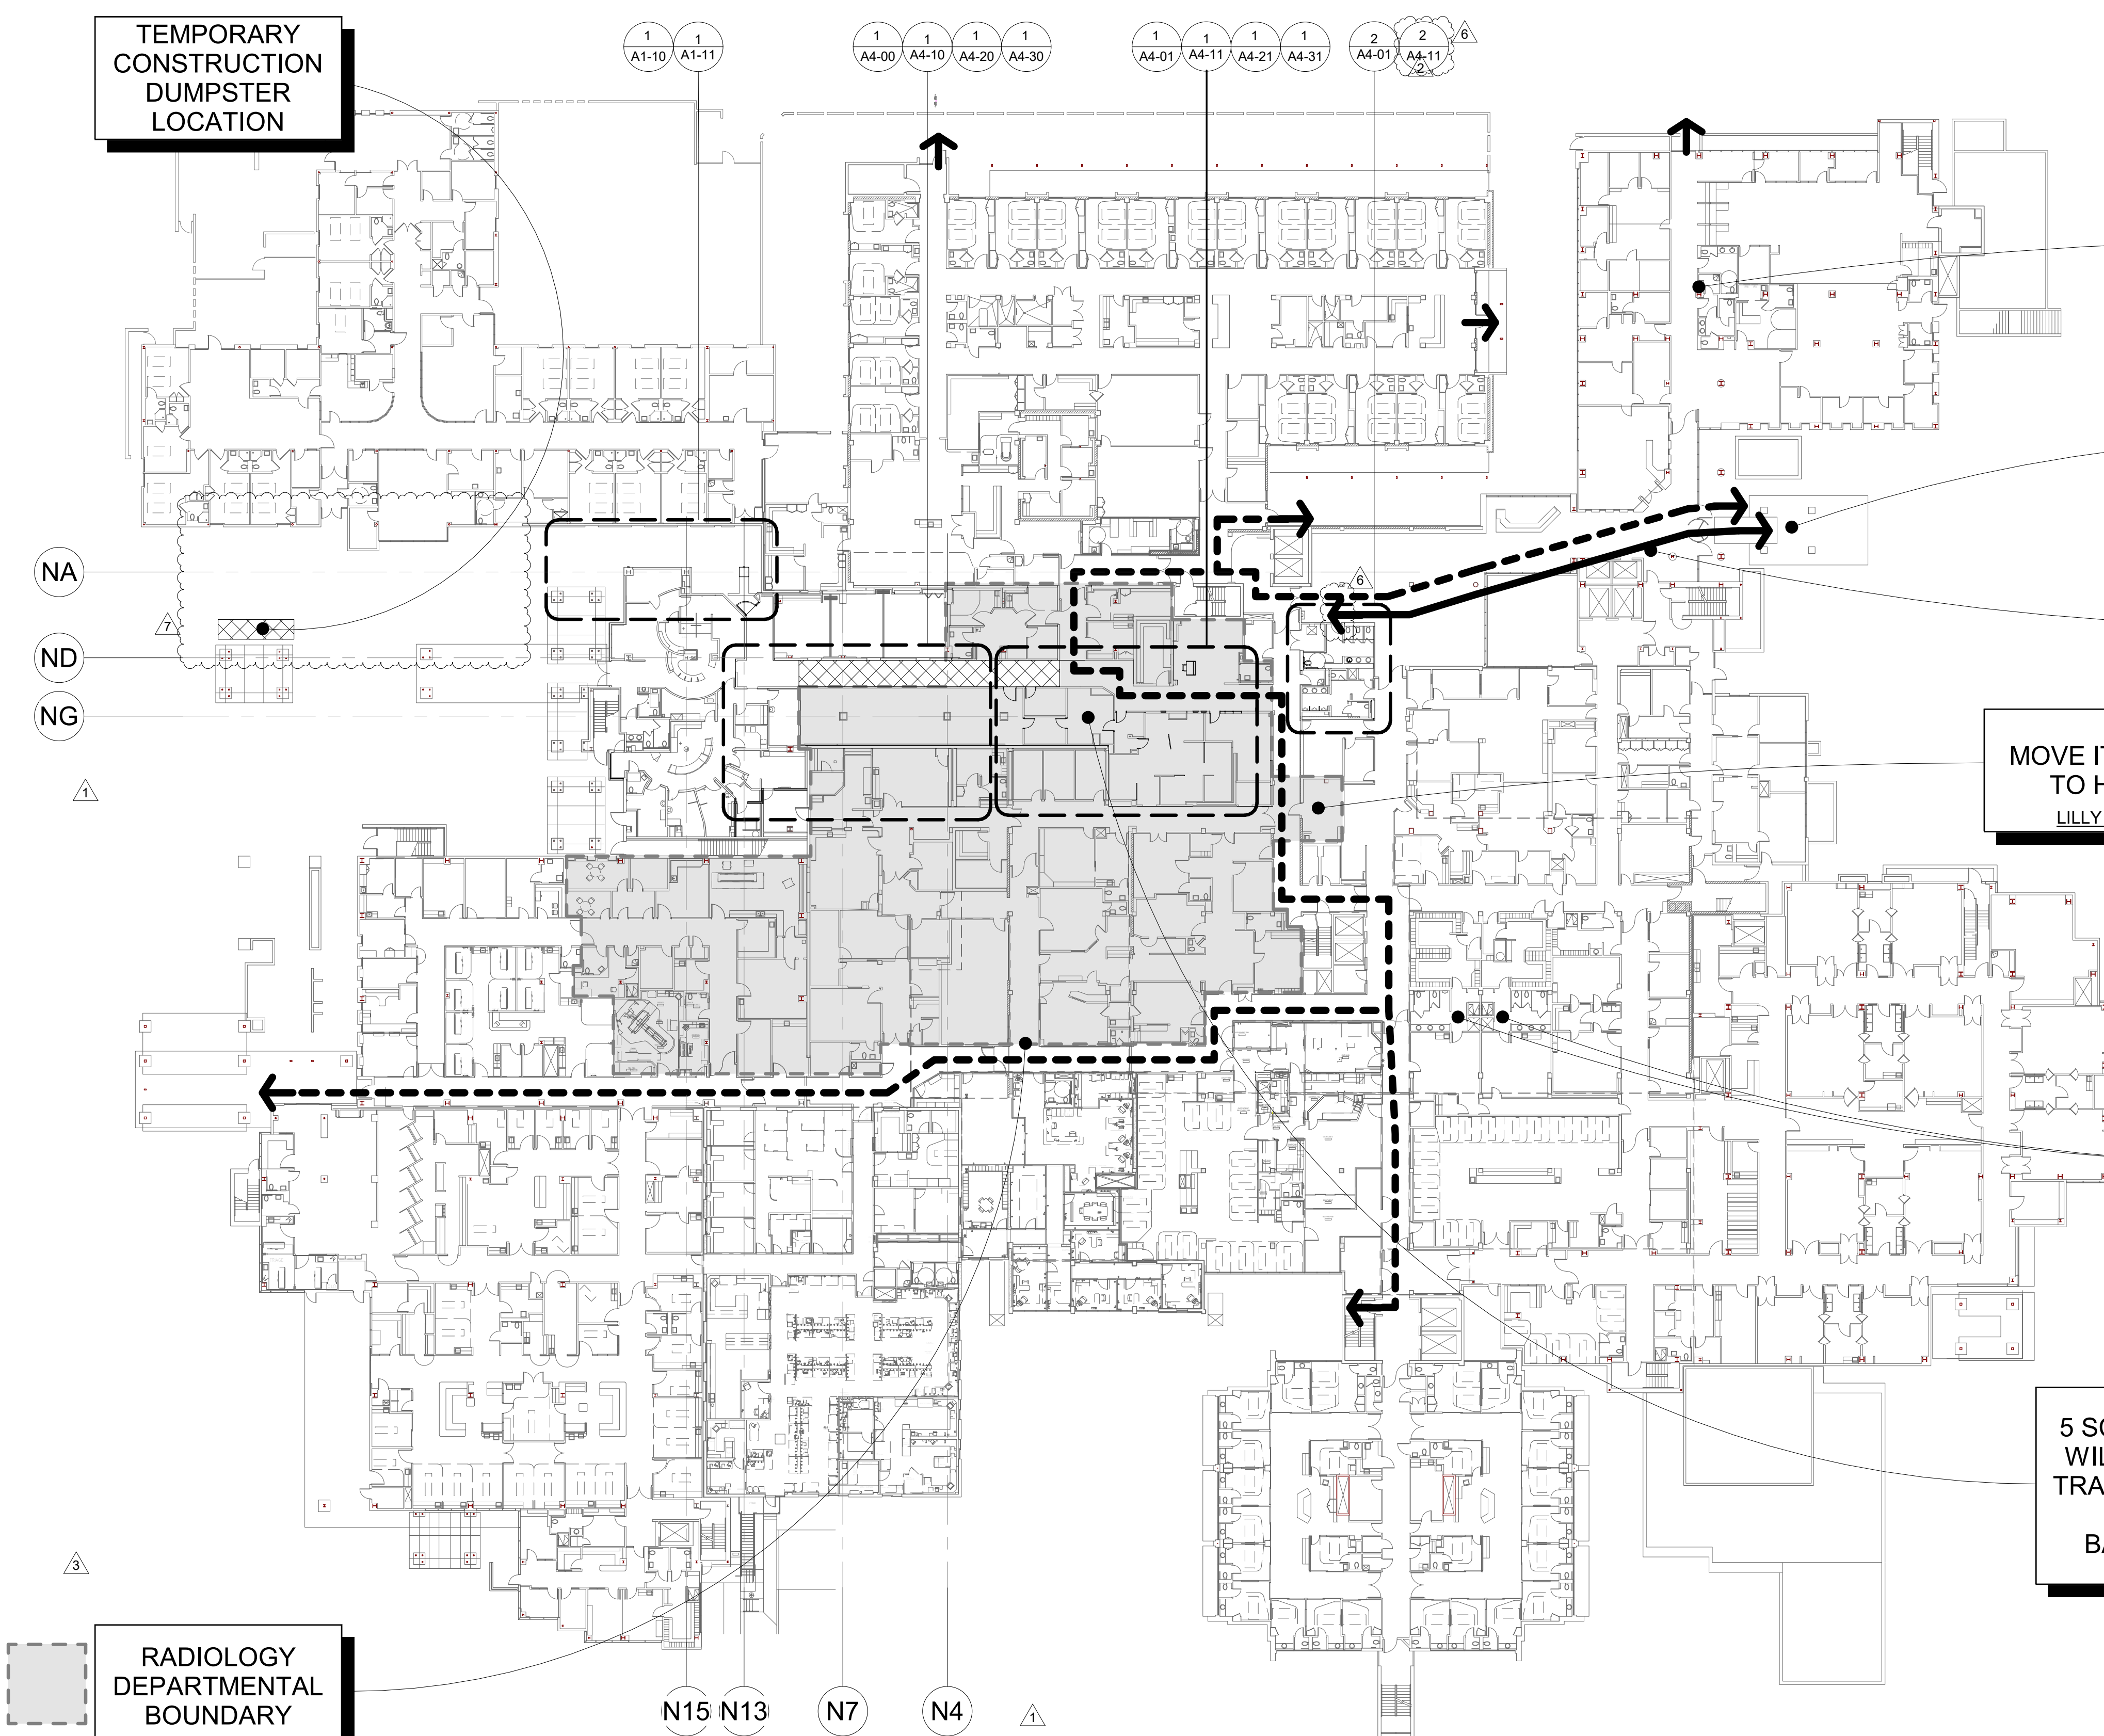 TEMPORARY
CONSTRUCTION
DUMPSTER
LOCATION
1
A1-10
1
A1-11
1
A4-00
1
A4-10
1
A4-20
1
A4-30
1
A4-01
1
A4-11
1
A4-21
1
A4-31
2
A4-01
2
A4-11
2
6
NA
6
7
ND
NG
MOVE IT
TO H
LILLY
1
5 SC
WIL
TRA
BA
3
RADIOLOGY
DEPARTMENTAL
BOUNDARY
N15
N13
N7
N4
1